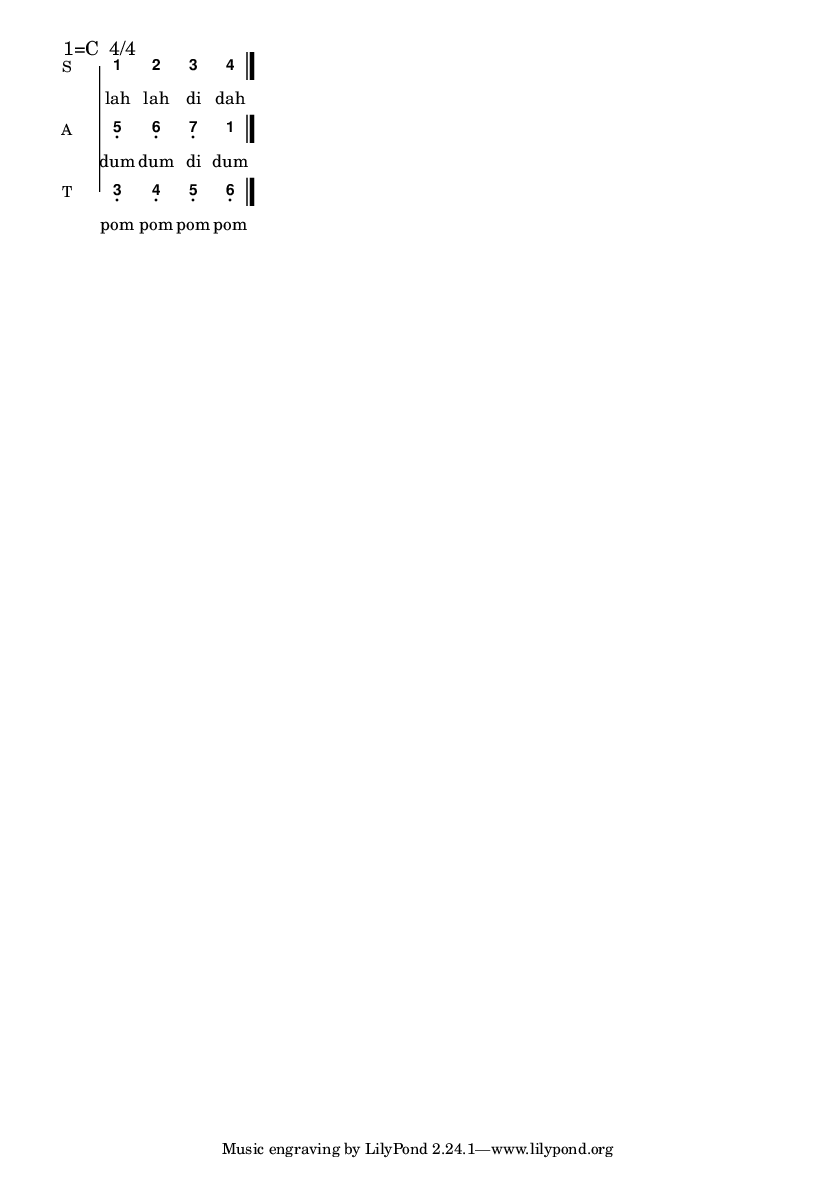 1=C 4/4
S 1 2 3 4
lah lah di dah
A 5̣ 6̣ 7̣ 1
dum dum di dum
T 3̣ 4̣ 5̣ 6̣
pom pom pom pom
Music engraving by LilyPond 2.24.1—www.lilypond.org